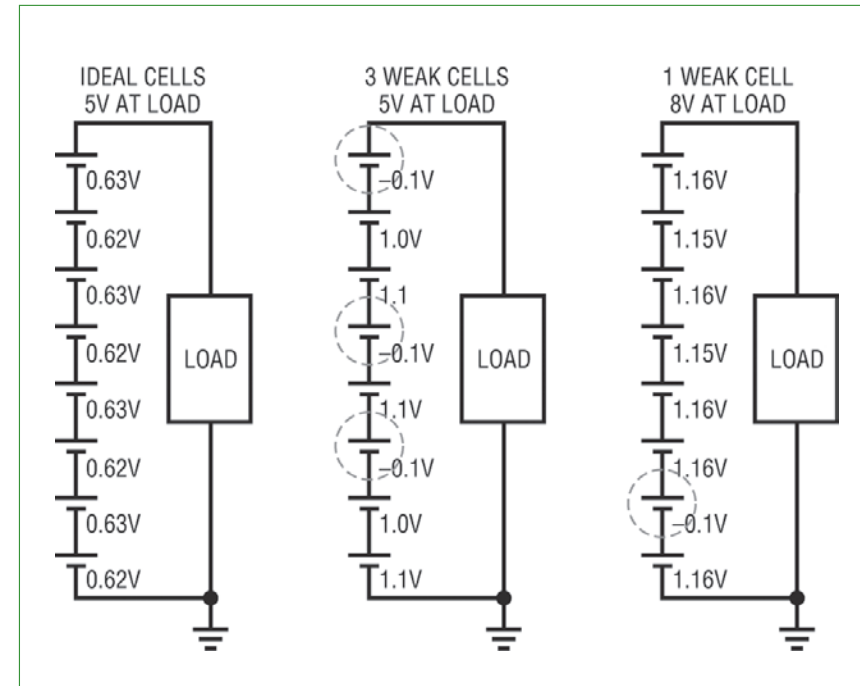 IDEAL CELLS
5V AT LOAD
0.63V
0.62V
0.63V
0.62V
0.63V
0.62V
0.63V
0.62V
LOAD
3 WEAK CELLS
5V AT LOAD
–0.1V
1.0V
1.1
–0.1V
1.1V
–0.1V
1.0V
1.1V
LOAD
1 WEAK CELL
8V AT LOAD
1.16V
1.15V
1.16V
1.15V
1.16V
1.16V
–0.1V
1.16V
LOAD